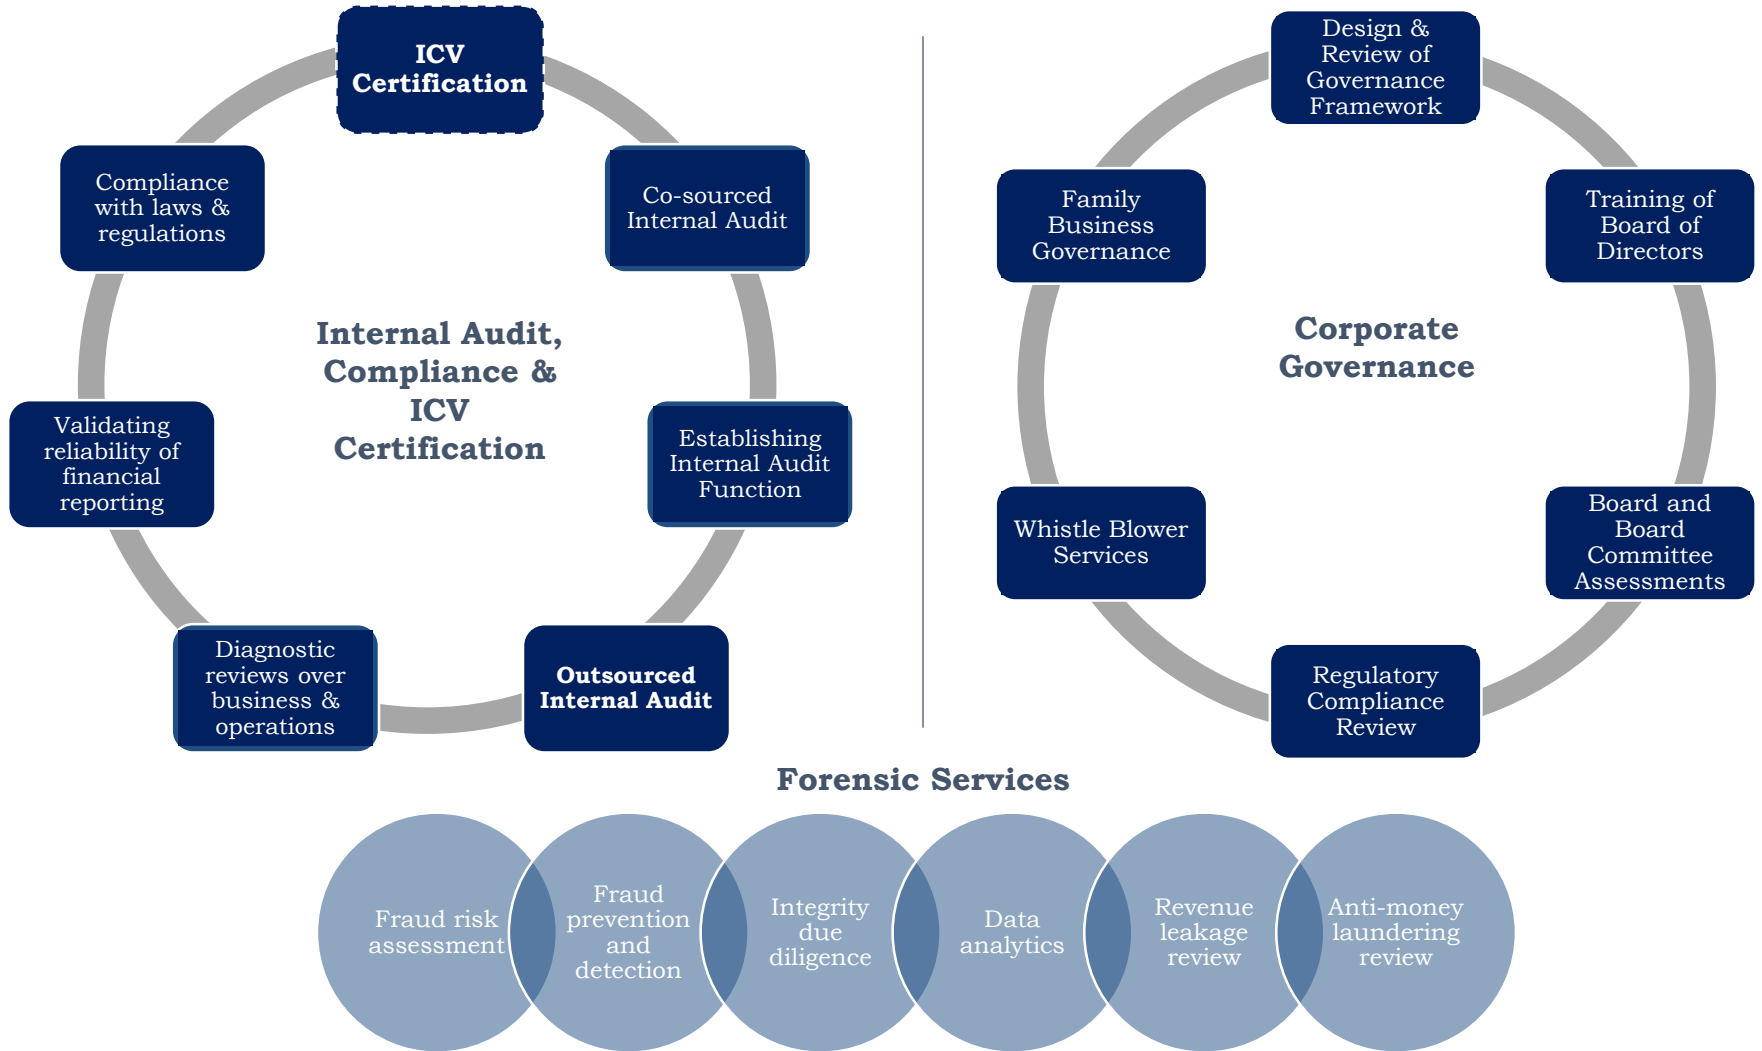 ICV
Certification
Co-sourced
Internal Audit
Establishing
Internal Audit
Function
Outsourced
Internal Audit
Diagnostic
reviews over
business &
operations
Validating
reliability of
financial
reporting
Compliance
with laws &
regulations
Internal Audit,
Compliance &
ICV
Certification
Design &
Review of
Governance
Framework
Training of
Board of
Directors
Board and
Board
Committee
Assessments
Regulatory
Compliance
Review
Whistle Blower
Services
Family
Business
Governance
Corporate
Governance
Forensic Services
Fraud risk
assessment
Fraud
prevention
and
detection
Integrity
due
diligence
Data
analytics
Revenue
leakage
review
Anti-money
laundering
review